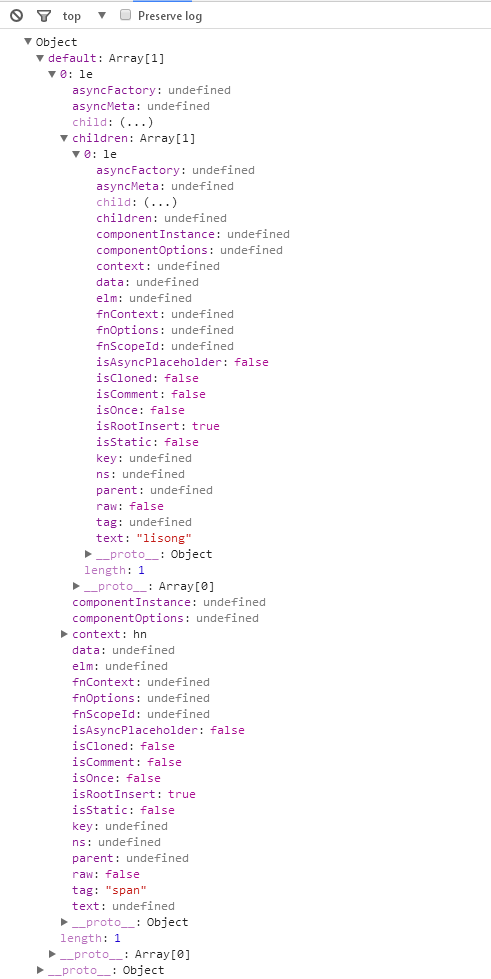 top Preserve log
Object
default: Array[1]
0: le
asyncFactory: undefined
asyncMeta: undefined
child: (...)
children: Array[1]
0: le
asyncFactory: undefined
asyncMeta: undefined
child: (...)
children: undefined
componentInstance: undefined
componentOptions: undefined
context: undefined
data: undefined
elm: undefined
fnContext: undefined
fnOptions: undefined
fnScopeId: undefined
isAsyncPlaceholder: false
isCloned: false
isComment: false
isOnce: false
isRootInsert: true
isStatic: false
key: undefined
ns: undefined
parent: undefined
raw: false
tag: undefined
text: "lisong"
__proto__: Object
length: 1
__proto__: Array[0]
componentInstance: undefined
componentOptions: undefined
context: hn
data: undefined
elm: undefined
fnContext: undefined
fnOptions: undefined
fnScopeId: undefined
isAsyncPlaceholder: false
isCloned: false
isComment: false
isOnce: false
isRootInsert: true
isStatic: false
key: undefined
ns: undefined
parent: undefined
raw: false
tag: "span"
text: undefined
__proto__: Object
length: 1
__proto__: Array[0]
__proto__: Object